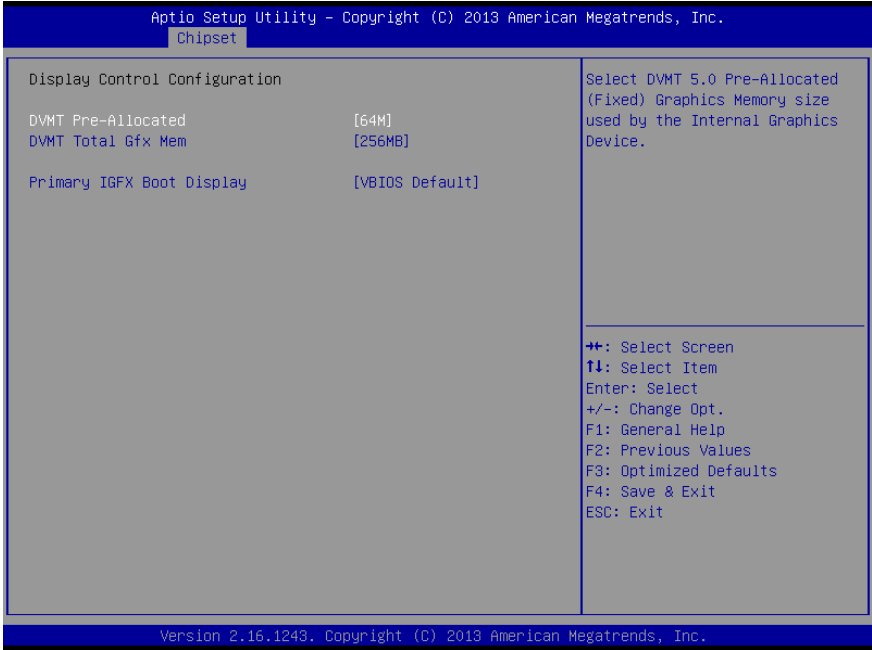 Aptio Setup Utility – Copyright (C) 2013 American Megatrends, Inc.
Chipset
Display Control Configuration
DVMT Pre-Allocated [64M]
DVMT Total Gfx Mem [256MB]
Primary IGFX Boot Display [VBIOS Default]
Select DVMT 5.0 Pre-Allocated
(Fixed) Graphics Memory size
used by the Internal Graphics
Device.
→←: Select Screen
↑↓: Select Item
Enter: Select
+/-: Change Opt.
F1: General Help
F2: Previous Values
F3: Optimized Defaults
F4: Save & Exit
ESC: Exit
Version 2.16.1243. Copyright (C) 2013 American Megatrends, Inc.